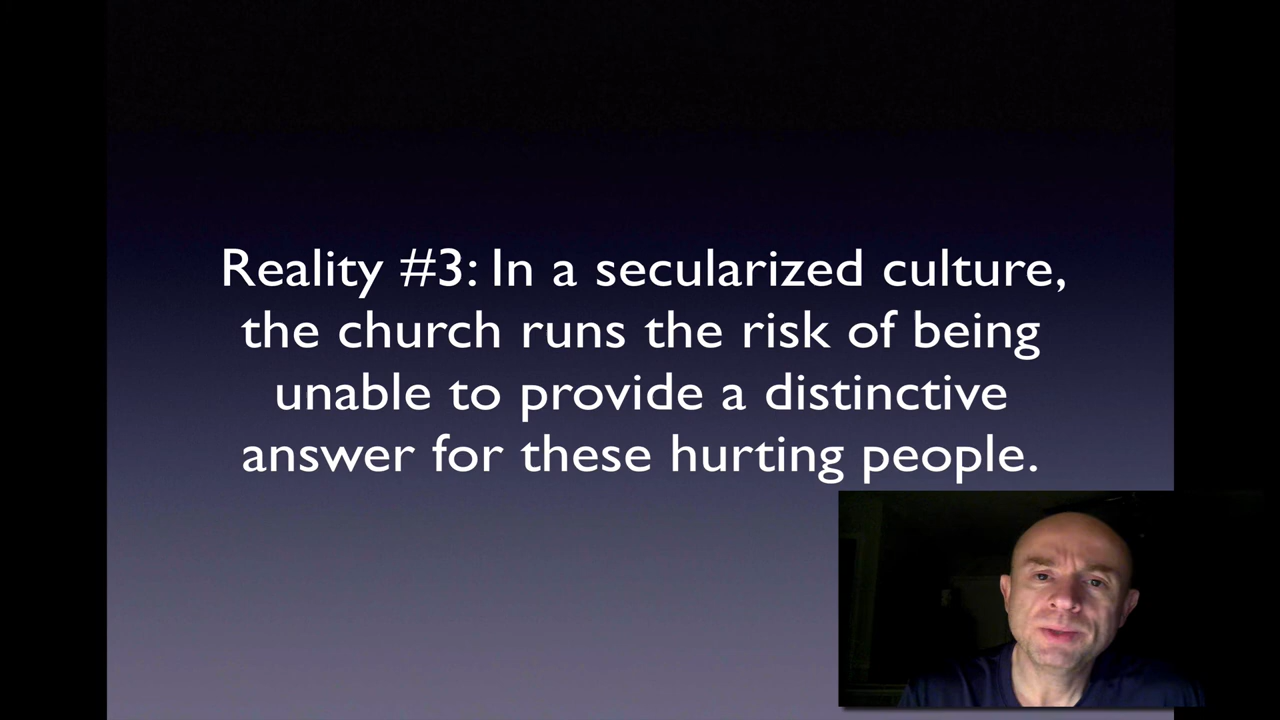 Reality #3: In a secularized culture,
the church runs the risk of being
unable to provide a distinctive
answer for these hurting people.